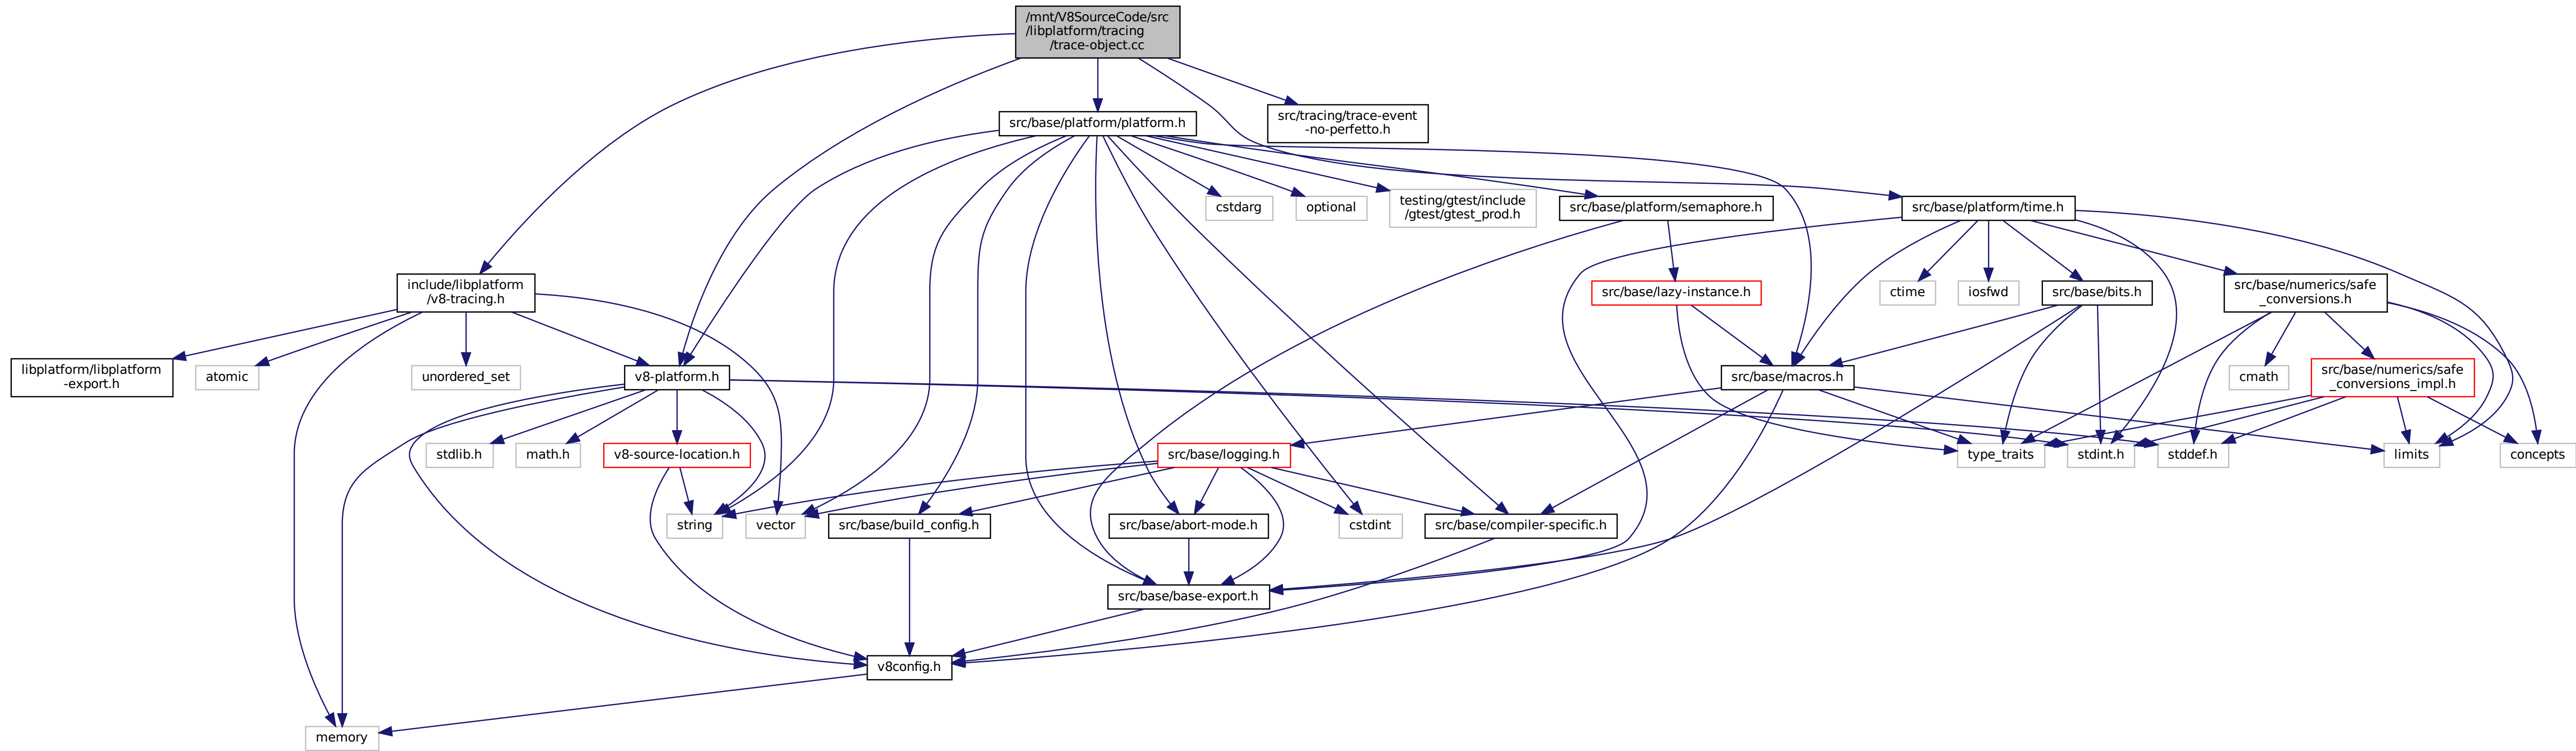 /mnt/V8SourceCode/src
/libplatform/tracing
/trace-object.cc
src/base/platform/platform.h
src/tracing/trace-event
-no-perfetto.h
cstdarg
optional
testing/gtest/include
/gtest/gtest_prod.h
src/base/platform/semaphore.h
src/base/platform/time.h
include/libplatform
/v8-tracing.h
src/base/lazy-instance.h
ctime
iosfwd
src/base/bits.h
src/base/numerics/safe
_conversions.h
libplatform/libplatform
-export.h
atomic
unordered_set
v8-platform.h
src/base/macros.h
cmath
src/base/numerics/safe
_conversions_impl.h
stdlib.h
math.h
v8-source-location.h
src/base/logging.h
type_traits
stdint.h
stddef.h
limits
concepts
string
vector
src/base/build_config.h
src/base/abort-mode.h
cstdint
src/base/compiler-specific.h
src/base/base-export.h
v8config.h
memory